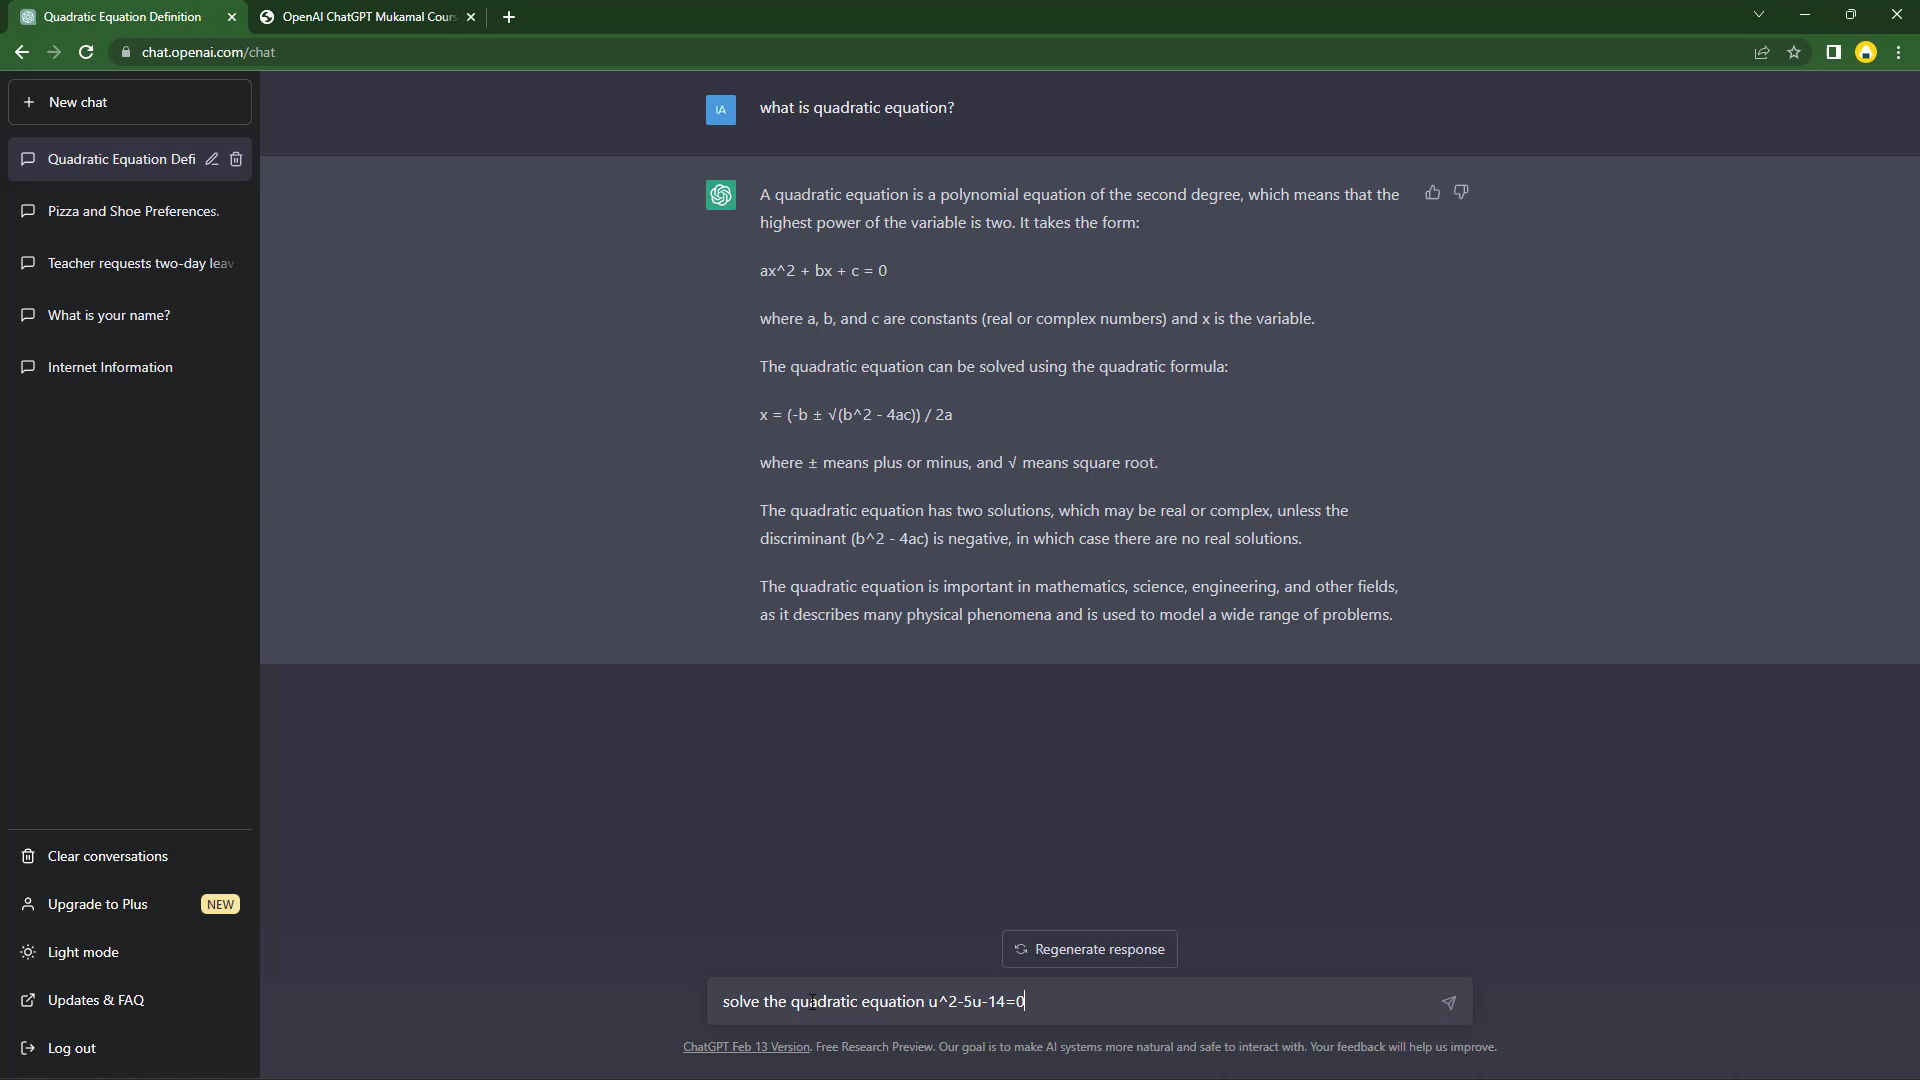 Quadratic Equation Definition
OpenAI ChatGPT Mukamal Cours
chat.openai.com/chat
+ New chat
Quadratic Equation Defi
Pizza and Shoe Preferences.
Teacher requests two-day leav
What is your name?
Internet Information
IA
what is quadratic equation?
A quadratic equation is a polynomial equation of the second degree, which means that the
highest power of the variable is two. It takes the form:
ax^2 + bx + c = 0
where a, b, and c are constants (real or complex numbers) and x is the variable.
The quadratic equation can be solved using the quadratic formula:
x = (-b ± √(b^2 - 4ac)) / 2a
where ± means plus or minus, and √ means square root.
The quadratic equation has two solutions, which may be real or complex, unless the
discriminant (b^2 - 4ac) is negative, in which case there are no real solutions.
The quadratic equation is important in mathematics, science, engineering, and other fields,
as it describes many physical phenomena and is used to model a wide range of problems.
Clear conversations
Upgrade to Plus NEW
Light mode
Updates & FAQ
Log out
Regenerate response
solve the quadratic equation u^2-5u-14=0
ChatGPT Feb 13 Version. Free Research Preview. Our goal is to make AI systems more natural and safe to interact with. Your feedback will help us improve.